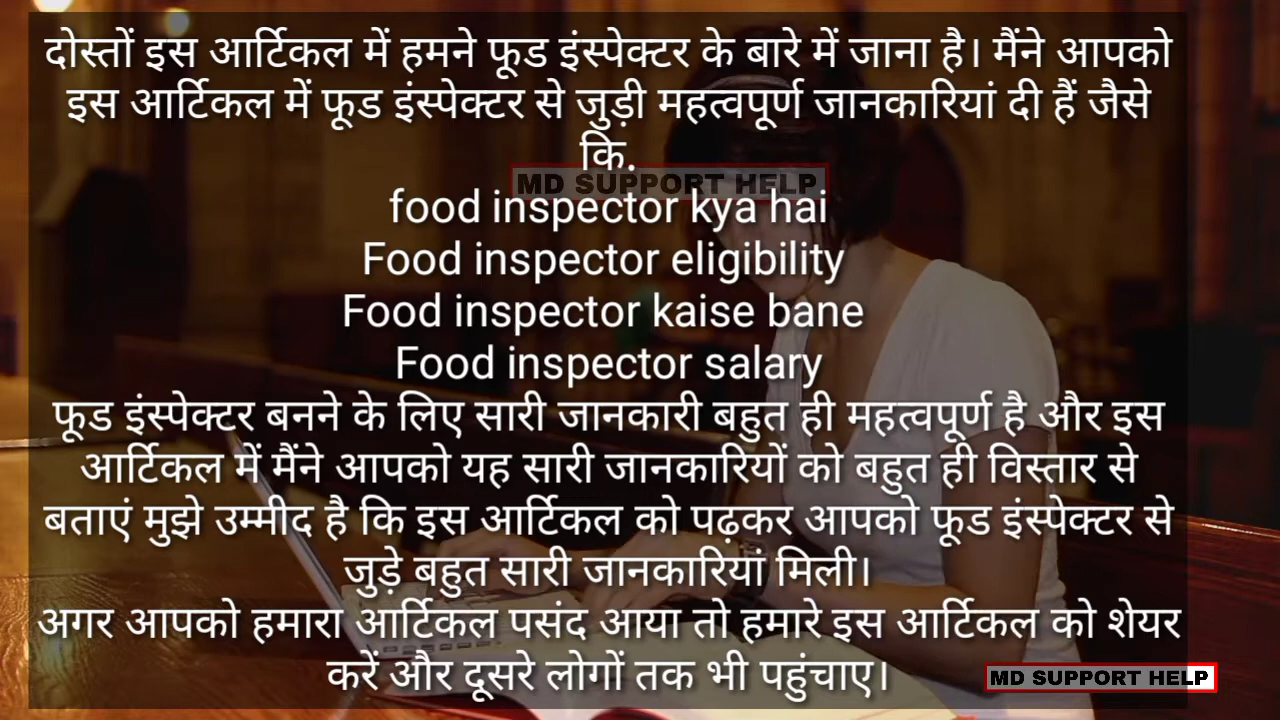 दोस्तों इस आर्टिकल में हमने फूड इंस्पेक्टर के बारे में जाना है। मैंने आपको
इस आर्टिकल में फूड इंस्पेक्टर से जुड़ी महत्वपूर्ण जानकारियां दी हैं जैसे
कि.
MD SUPPORT HELP
food inspector kya hai
Food inspector eligibility
Food inspector kaise bane
Food inspector salary
फूड इंस्पेक्टर बनने के लिए सारी जानकारी बहुत ही महत्वपूर्ण है और इस
आर्टिकल में मैंने आपको यह सारी जानकारियों को बहुत ही विस्तार से
बताएं मुझे उम्मीद है कि इस आर्टिकल को पढ़कर आपको फूड इंस्पेक्टर से
जुड़े बहुत सारी जानकारियां मिली।
अगर आपको हमारा आर्टिकल पसंद आया तो हमारे इस आर्टिकल को शेयर
करें और दूसरे लोगों तक भी पहुंचाए।
MD SUPPORT HELP